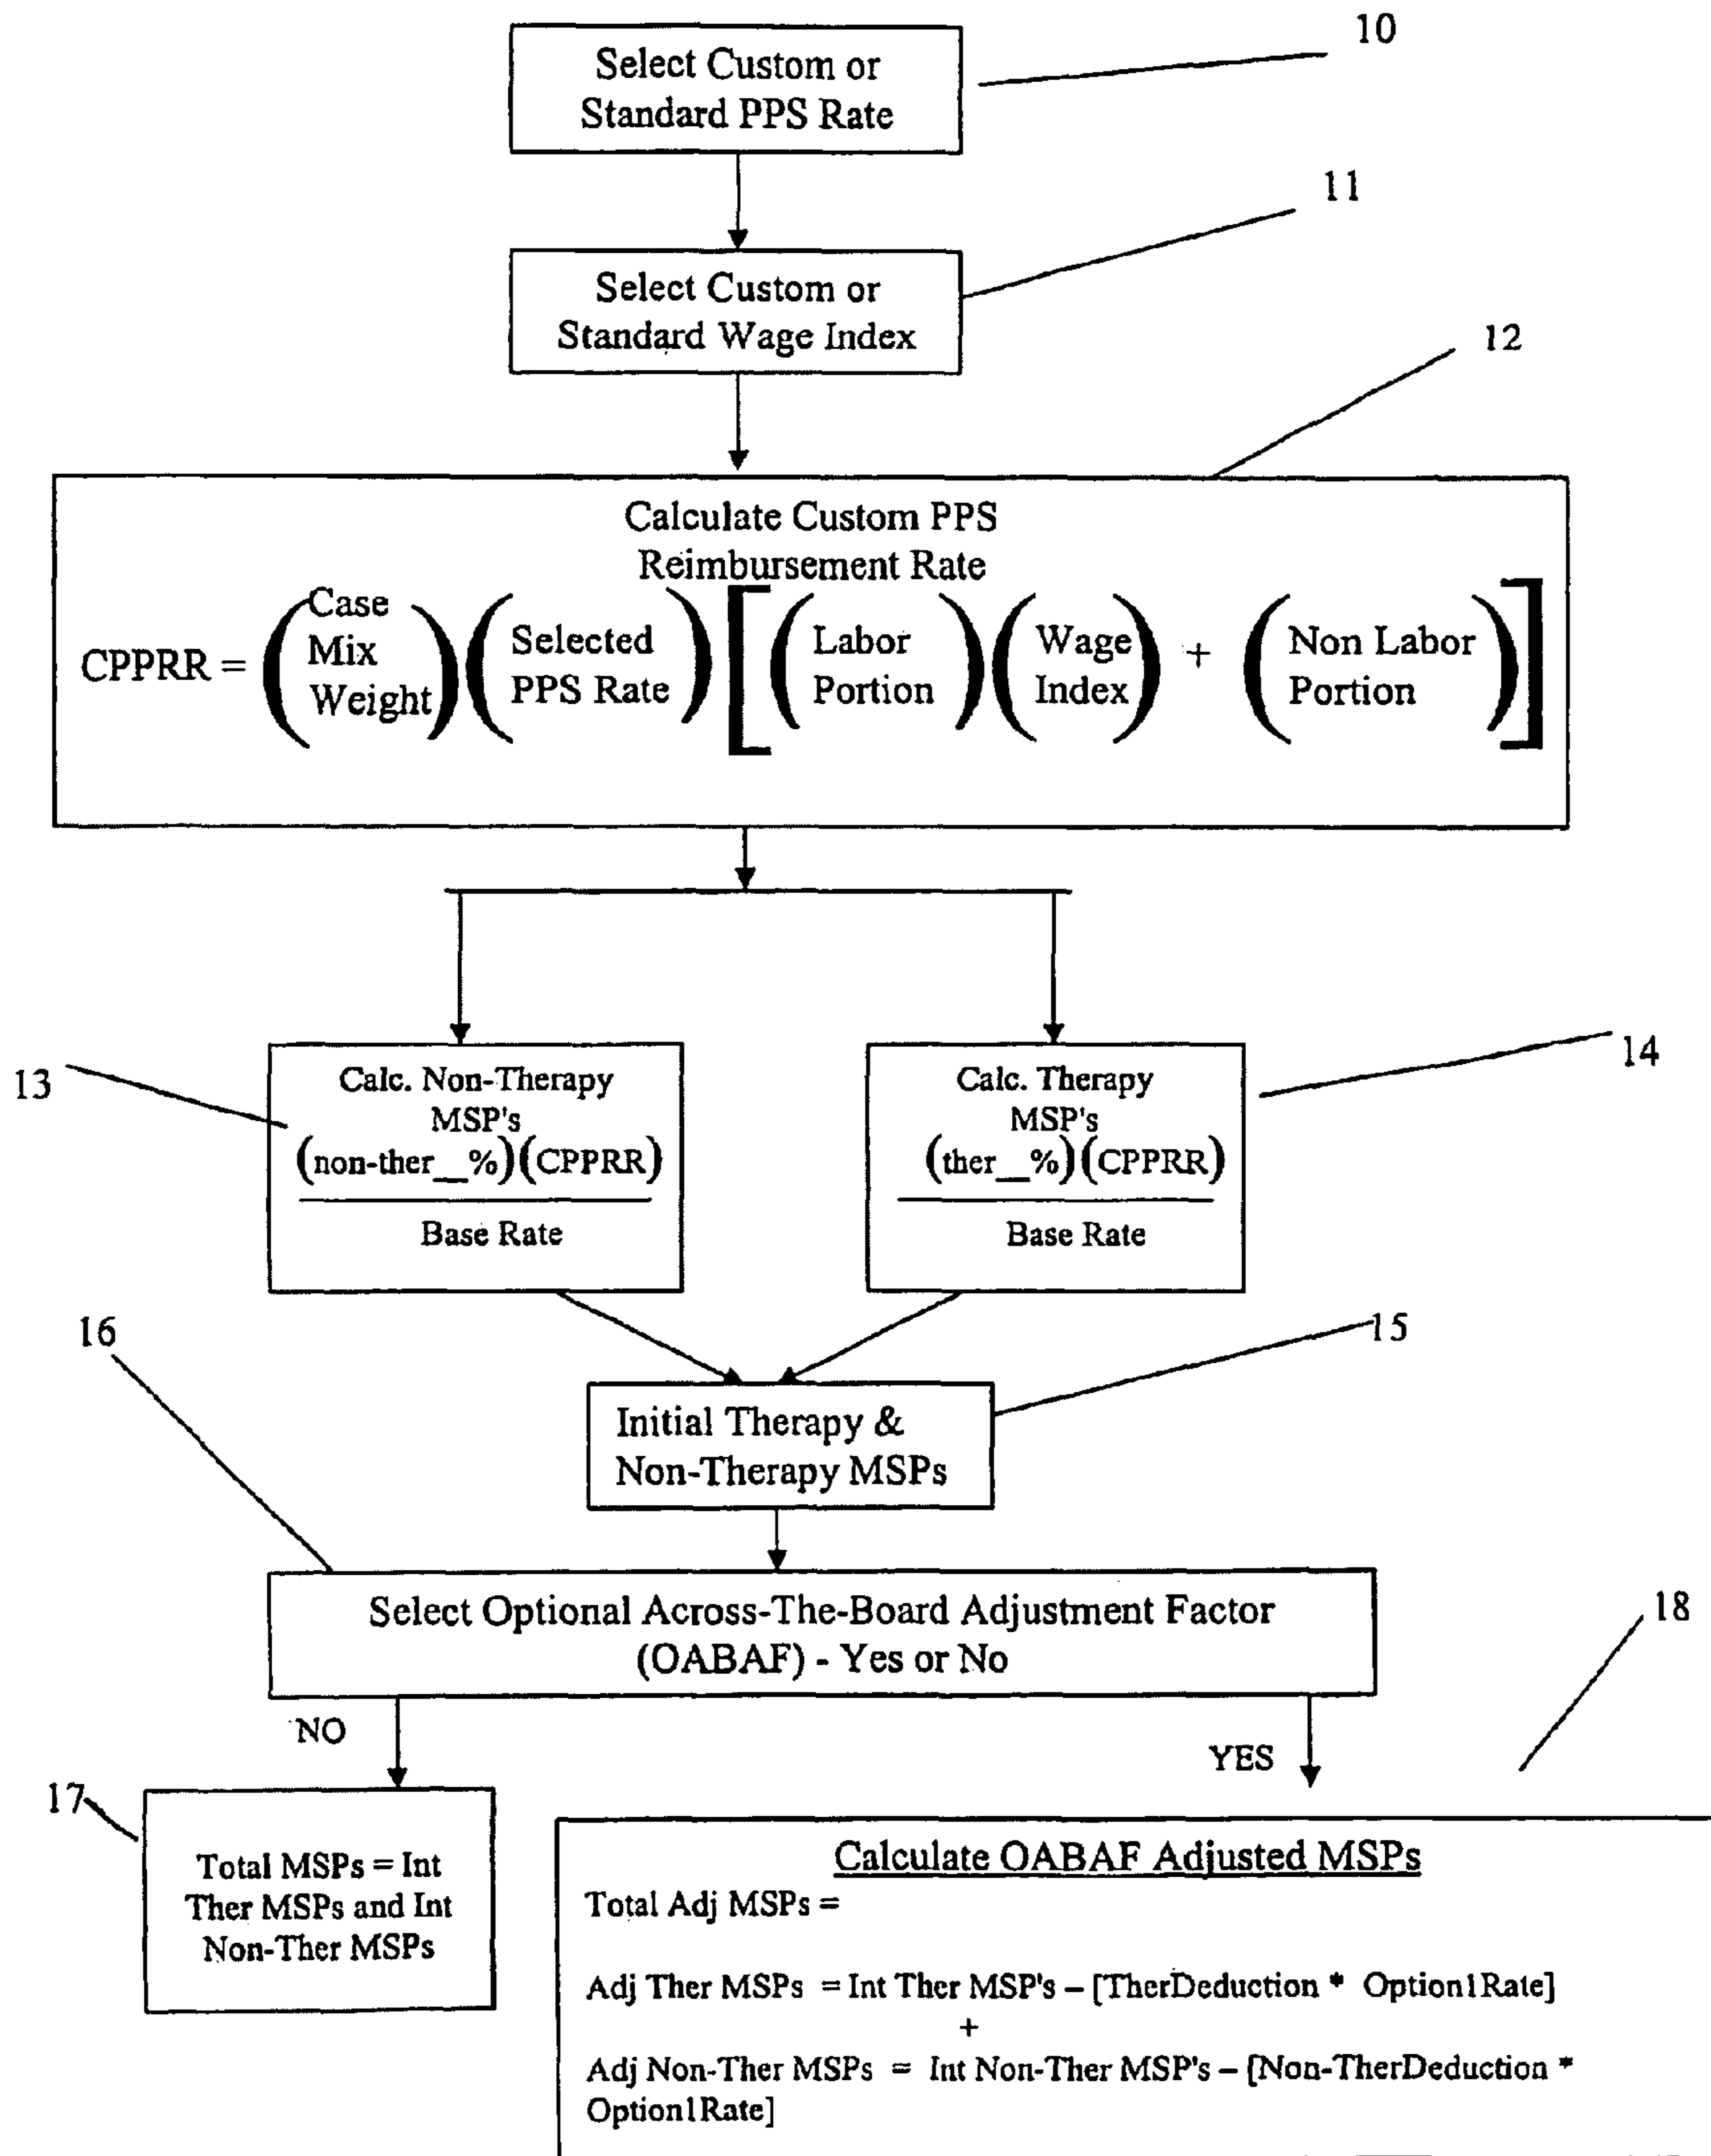 10
Select Custom or
Standard PPS Rate
11
Select Custom or
Standard Wage Index
12
Calculate Custom PPS
Reimbursement Rate
CPPRR = (Case Mix Weight)(Selected PPS Rate)[(Labor Portion)(Wage Index) + (Non Labor Portion)]
13
Calc. Non-Therapy
MSP's
(non-ther__%)(CPPRR)
Base Rate
14
Calc. Therapy
MSP's
(ther__%)(CPPRR)
Base Rate
15
Initial Therapy &
Non-Therapy MSPs
16
Select Optional Across-The-Board Adjustment Factor
(OABAF) - Yes or No
NO
YES
17
Total MSPs = Int
Ther MSPs and Int
Non-Ther MSPs
18
Calculate OABAF Adjusted MSPs
Total Adj MSPs =
Adj Ther MSPs = Int Ther MSP's – [TherDeduction * Option1Rate]
+
Adj Non-Ther MSPs = Int Non-Ther MSP's – [Non-TherDeduction *
Option1Rate]